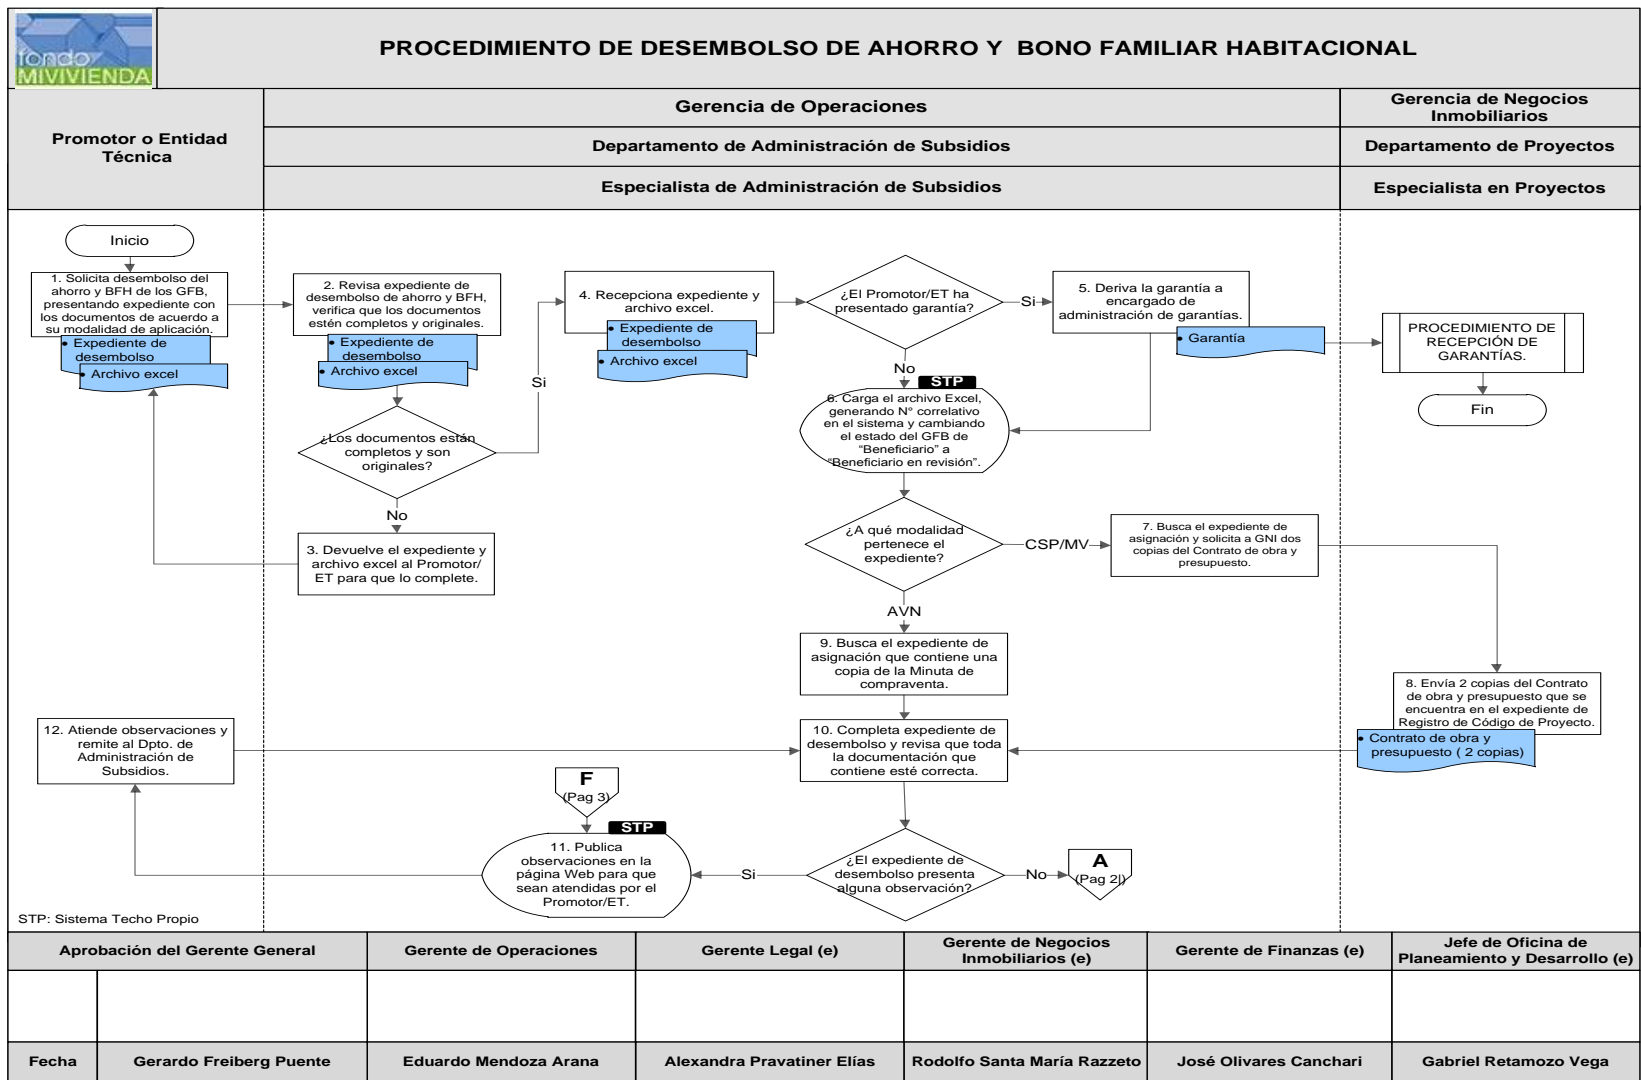 fondo
MIVIVIENDA
PROCEDIMIENTO DE DESEMBOLSO DE AHORRO Y BONO FAMILIAR HABITACIONAL
Promotor o Entidad
Técnica
Gerencia de Operaciones
Departamento de Administración de Subsidios
Especialista de Administración de Subsidios
Gerencia de Negocios
Inmobiliarios
Departamento de Proyectos
Especialista en Proyectos
Inicio
1. Solicita desembolso del
ahorro y BFH de los GFB,
presentando expediente con
los documentos de acuerdo a
su modalidad de aplicación.
• Expediente de
desembolso
• Archivo excel
2. Revisa expediente de
desembolso de ahorro y BFH,
verifica que los documentos
estén completos y originales.
• Expediente de
desembolso
• Archivo excel
¿Los documentos están
completos y son
originales?
Si
No
3. Devuelve el expediente y
archivo excel al Promotor/
ET para que lo complete.
4. Recepciona expediente y
archivo excel.
• Expediente de
desembolso
• Archivo excel
¿El Promotor/ET ha
presentado garantía?
Si
No
5. Deriva la garantía a
encargado de
administración de garantías.
• Garantía
PROCEDIMIENTO DE
RECEPCIÓN DE
GARANTÍAS.
Fin
STP
6. Carga el archivo Excel,
generando N° correlativo
en el sistema y cambiando
el estado del GFB de
“Beneficiario” a
“Beneficiario en revisión”.
¿A qué modalidad
pertenece el
expediente?
CSP/MV
AVN
7. Busca el expediente de
asignación y solicita a GNI dos
copias del Contrato de obra y
presupuesto.
8. Envía 2 copias del Contrato
de obra y presupuesto que se
encuentra en el expediente de
Registro de Código de Proyecto.
• Contrato de obra y
presupuesto ( 2 copias)
9. Busca el expediente de
asignación que contiene una
copia de la Minuta de
compraventa.
10. Completa expediente de
desembolso y revisa que toda
la documentación que
contiene esté correcta.
12. Atiende observaciones y
remite al Dpto. de
Administración de
Subsidios.
F
(Pag 3)
STP
11. Publica
observaciones en la
página Web para que
sean atendidas por el
Promotor/ET.
Si
¿El expediente de
desembolso presenta
alguna observación?
No
A
(Pag 2|)
STP: Sistema Techo Propio
Aprobación del Gerente General
Gerente de Operaciones
Gerente Legal (e)
Gerente de Negocios
Inmobiliarios (e)
Gerente de Finanzas (e)
Jefe de Oficina de
Planeamiento y Desarrollo (e)
Fecha
Gerardo Freiberg Puente
Eduardo Mendoza Arana
Alexandra Pravatiner Elías
Rodolfo Santa María Razzeto
José Olivares Canchari
Gabriel Retamozo Vega